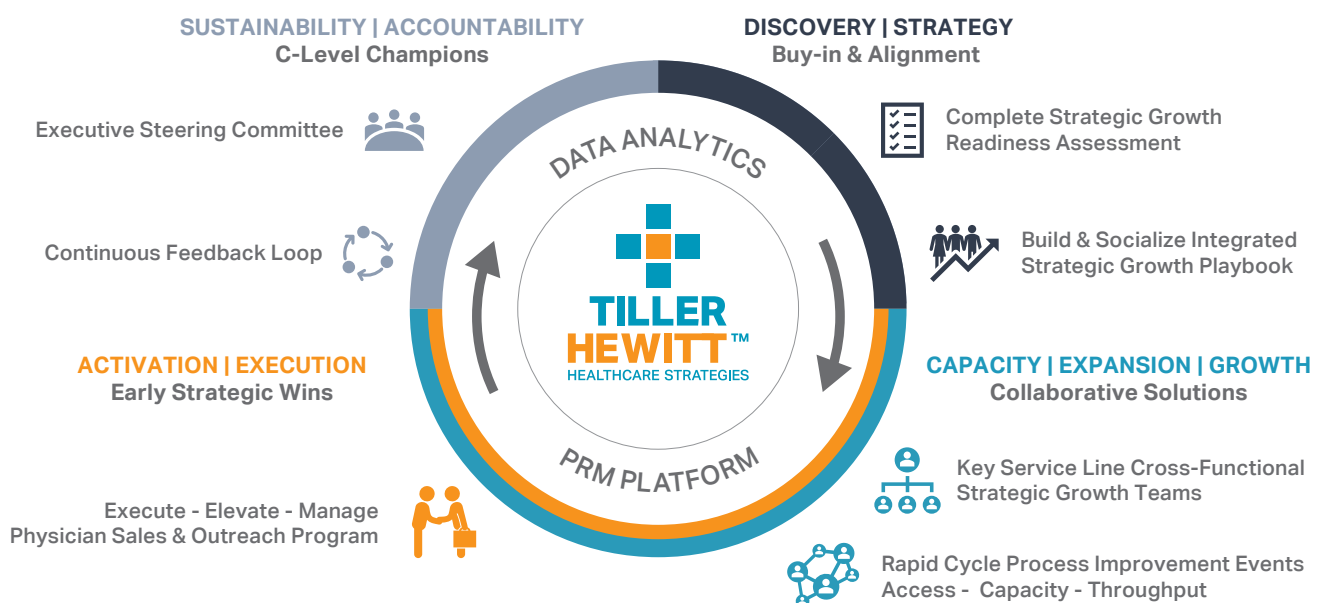 SUSTAINABILITY | ACCOUNTABILITY
C-Level Champions
Executive Steering Committee
Continuous Feedback Loop
DISCOVERY | STRATEGY
Buy-in & Alignment
Complete Strategic Growth
Readiness Assessment
Build & Socialize Integrated
Strategic Growth Playbook
DATA ANALYTICS
TILLER
HEWITT™
HEALTHCARE STRATEGIES
PRM PLATFORM
ACTIVATION | EXECUTION
Early Strategic Wins
Execute - Elevate - Manage
Physician Sales & Outreach Program
CAPACITY | EXPANSION | GROWTH
Collaborative Solutions
Key Service Line Cross-Functional
Strategic Growth Teams
Rapid Cycle Process Improvement Events
Access - Capacity - Throughput